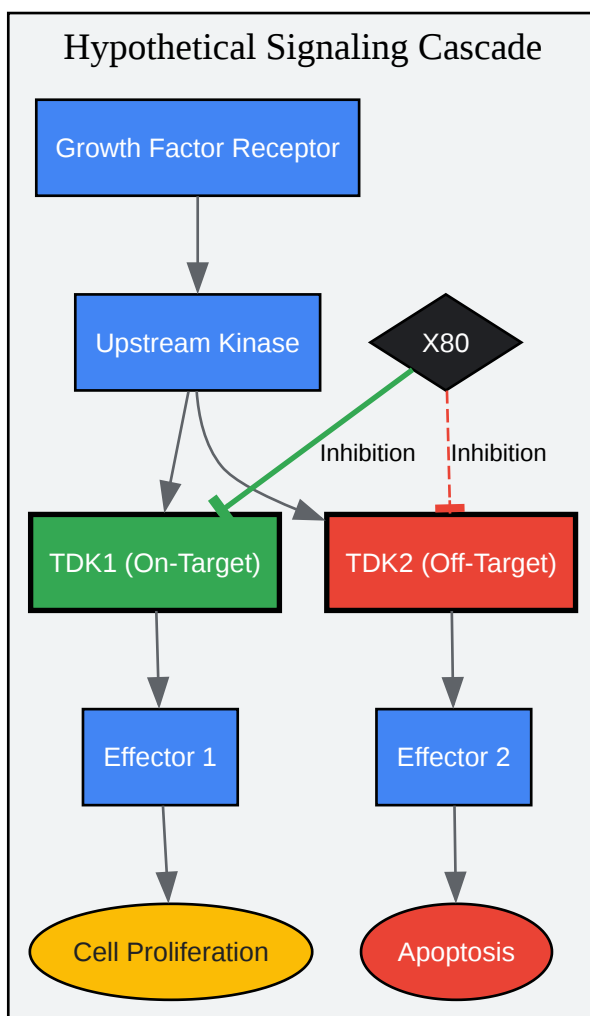 Hypothetical Signaling Cascade
Growth Factor Receptor
Upstream Kinase
X80
Inhibition
Inhibition
TDK1 (On-Target)
TDK2 (Off-Target)
Effector 1
Effector 2
Cell Proliferation
Apoptosis